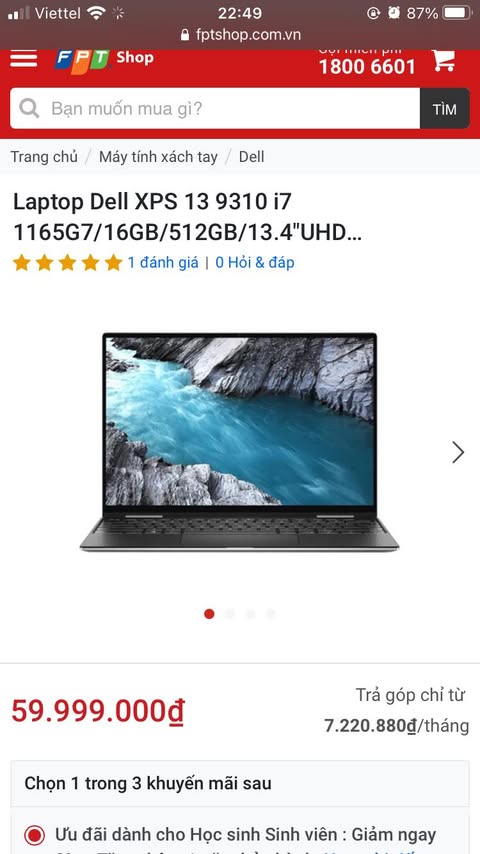 Viettel 22:49 87%
fptshop.com.vn
FPT Shop
Gọi miễn phí
1800 6601
Bạn muốn mua gì? TÌM
Trang chủ / Máy tính xách tay / Dell
Laptop Dell XPS 13 9310 i7
1165G7/16GB/512GB/13.4"UHD...
1 đánh giá | 0 Hỏi & đáp
59.999.000₫
Trả góp chỉ từ
7.220.880₫/tháng
Chọn 1 trong 3 khuyến mãi sau
Ưu đãi dành cho Học sinh Sinh viên : Giảm ngay